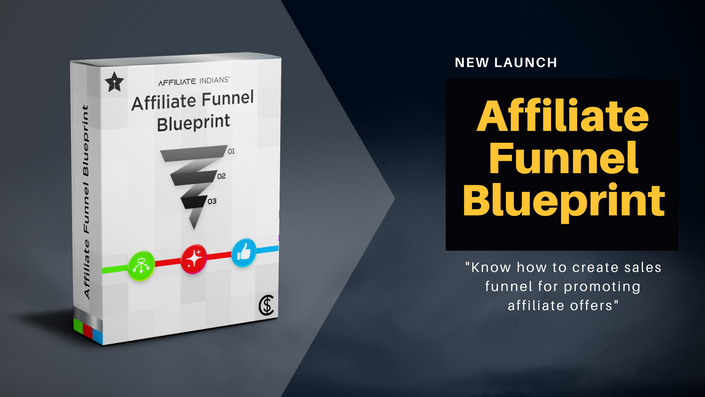 AFFILIATE INDIANS
Affiliate Funnel
Blueprint
01
02
03
Affiliate Funnel Blueprint
NEW LAUNCH
Affiliate
Funnel
Blueprint
"Know how to create sales
funnel for promoting
affiliate offers"